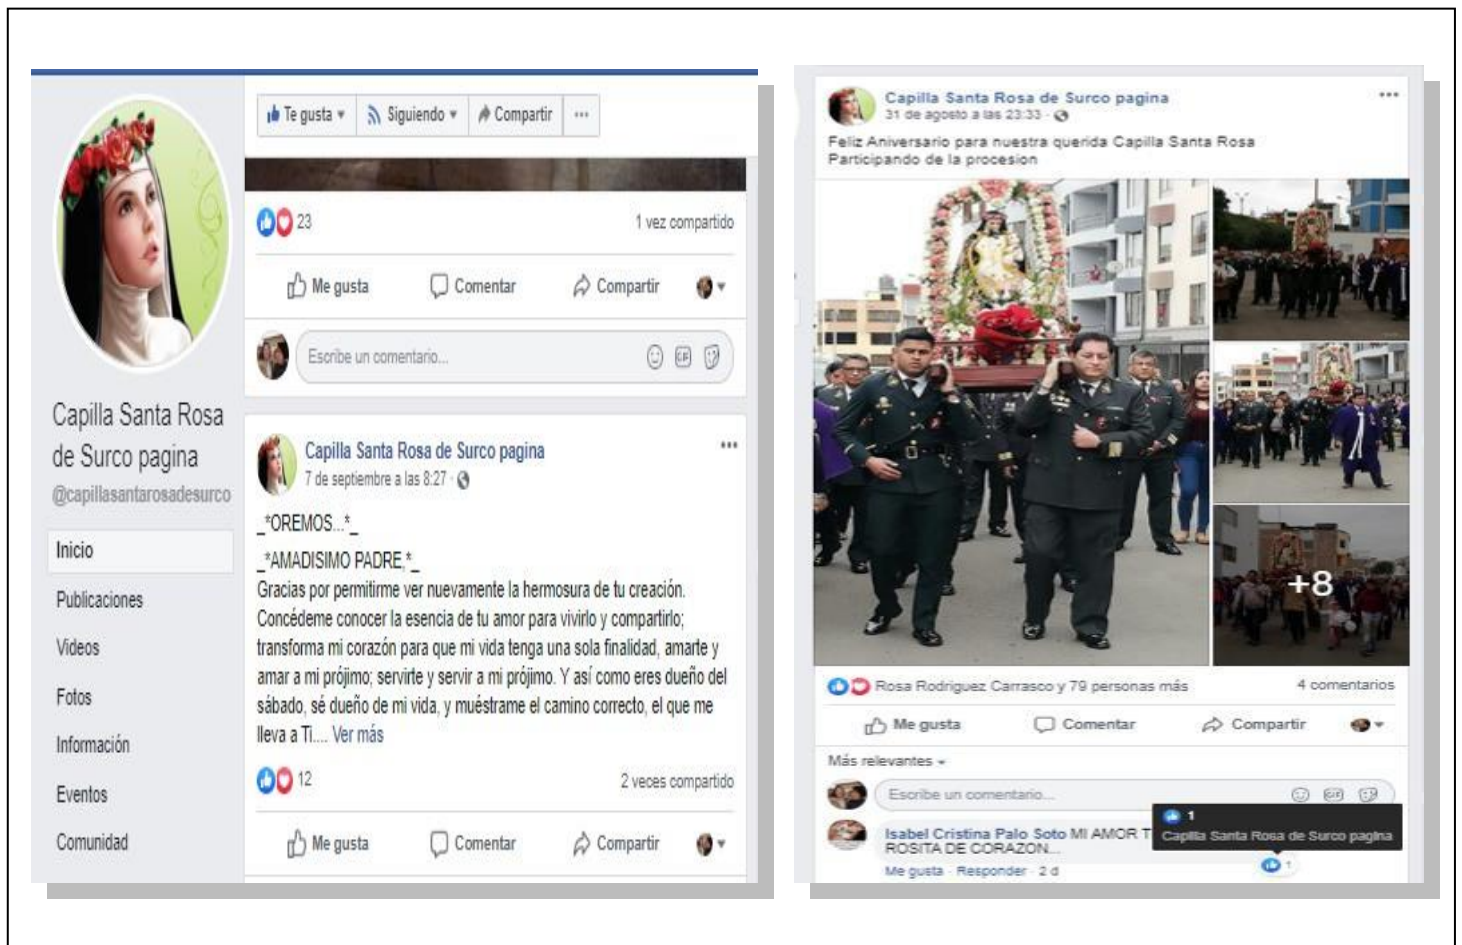 Te gusta
Siguiendo
Compartir
23
1 vez compartido
Me gusta
Comentar
Compartir
Escribe un comentario...
GIF
Capilla Santa Rosa
de Surco pagina
@capillasantarosadesurco
Inicio
Publicaciones
Videos
Fotos
Información
Eventos
Comunidad
Capilla Santa Rosa de Surco pagina
7 de septiembre a las 8:27 ·
_*OREMOS...*_
_*AMADISIMO PADRE,*_
Gracias por permitirme ver nuevamente la hermosura de tu creación.
Concédeme conocer la esencia de tu amor para vivirlo y compartirlo;
transforma mi corazón para que mi vida tenga una sola finalidad, amarte y
amar a mi prójimo; servirte y servir a mi prójimo. Y así como eres dueño del
sábado, sé dueño de mi vida, y muéstrame el camino correcto, el que me
lleva a Ti.... Ver más
12
2 veces compartido
Me gusta
Comentar
Compartir
Capilla Santa Rosa de Surco pagina
31 de agosto a las 23:33 ·
Feliz Aniversario para nuestra querida Capilla Santa Rosa
Participando de la procesion
+8
Rosa Rodriguez Carrasco y 79 personas más
4 comentarios
Me gusta
Comentar
Compartir
Más relevantes
Escribe un comentario...
GIF
1
Capilla Santa Rosa de Surco pagina
Isabel Cristina Palo Soto MI AMOR T
ROSITA DE CORAZON...
1
Me gusta · Responder · 2 d